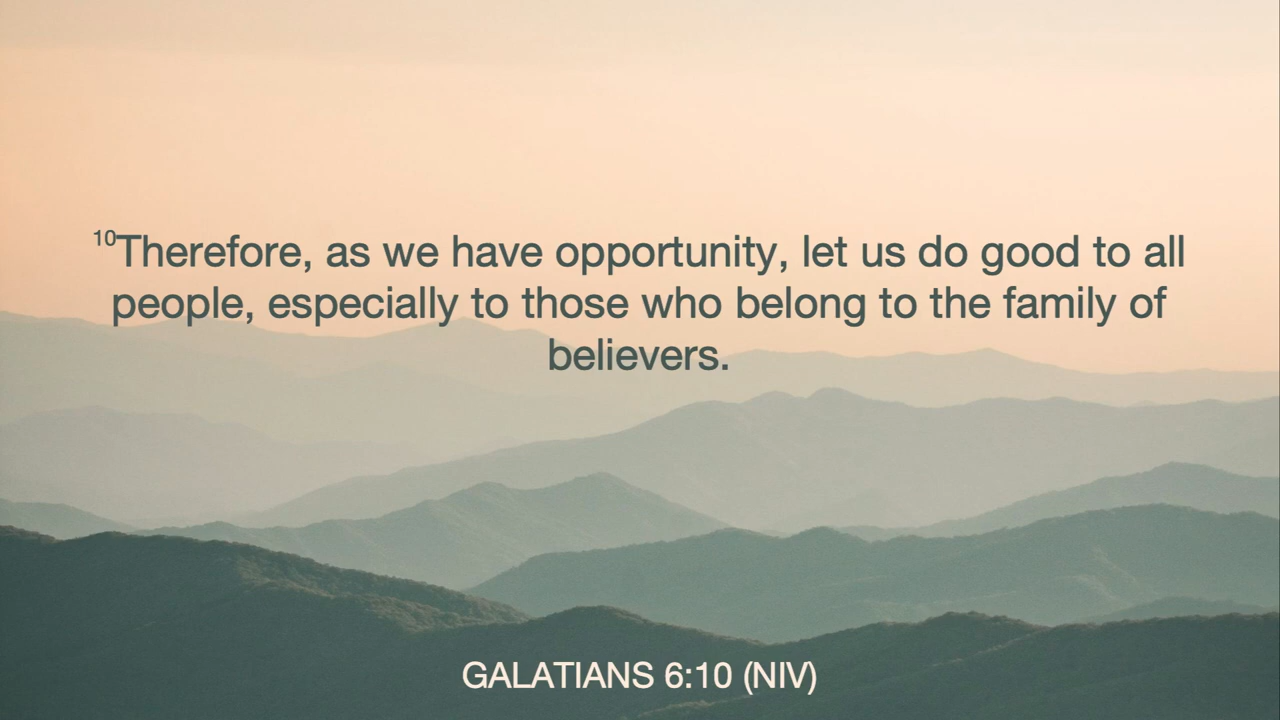 ¹⁰Therefore, as we have opportunity, let us do good to all
people, especially to those who belong to the family of
believers.
GALATIANS 6:10 (NIV)